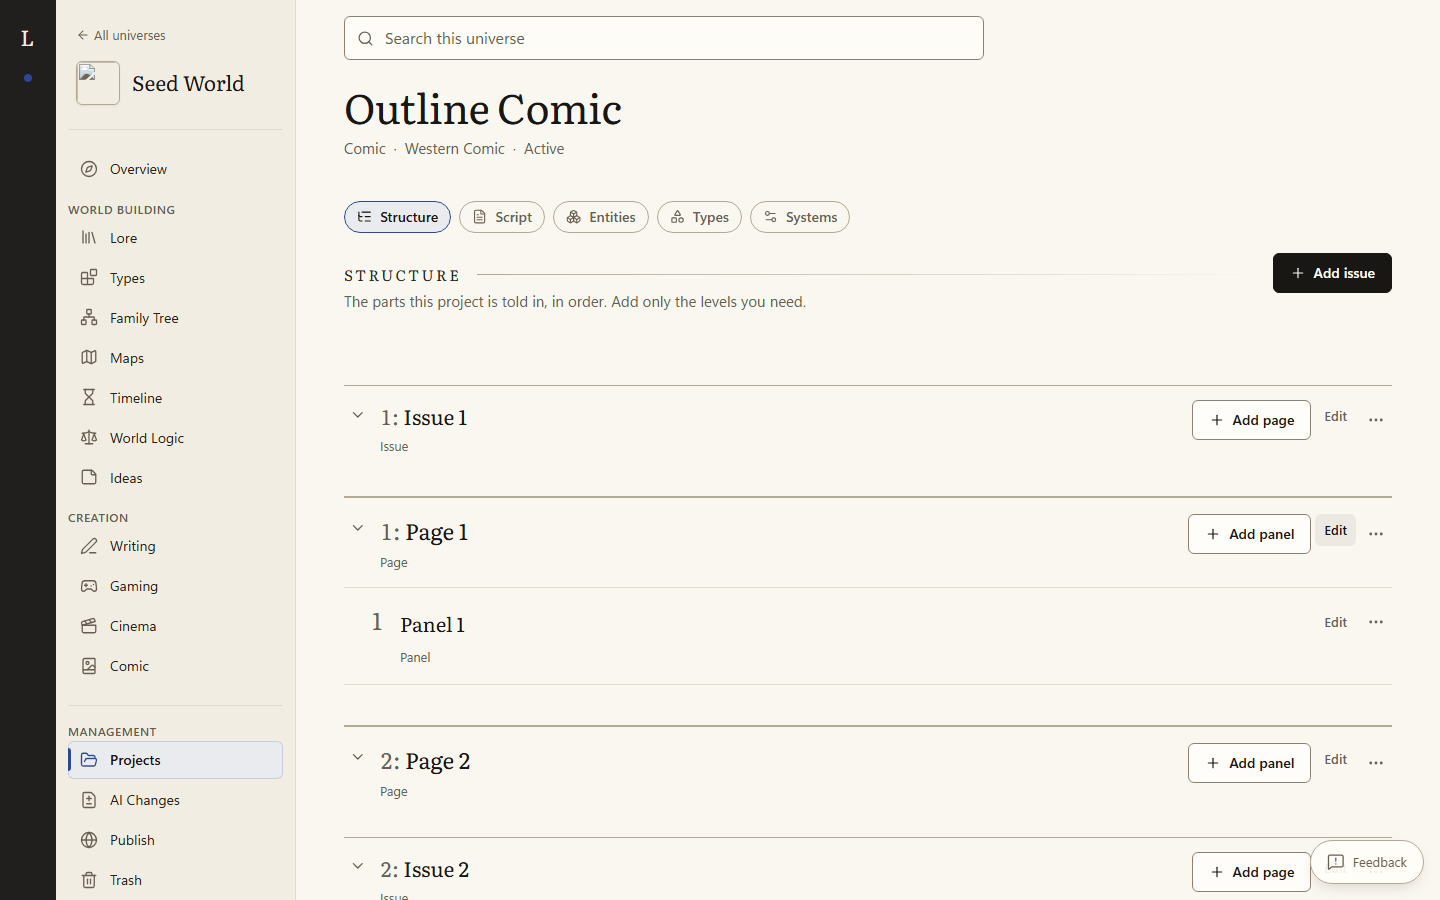 L
All universes
Seed World
Overview
WORLD BUILDING
Lore
Types
Family Tree
Maps
Timeline
World Logic
Ideas
CREATION
Writing
Gaming
Cinema
Comic
MANAGEMENT
Projects
AI Changes
Publish
Trash
Search this universe
Outline Comic
Comic · Western Comic · Active
Structure Script Entities Types Systems
STRUCTURE
Add issue
The parts this project is told in, in order. Add only the levels you need.
1: Issue 1
Add page Edit
Issue
1: Page 1
Add panel Edit
Page
1 Panel 1
Edit
Panel
2: Page 2
Add panel Edit
Page
2: Issue 2
Add page
Issue
Feedback